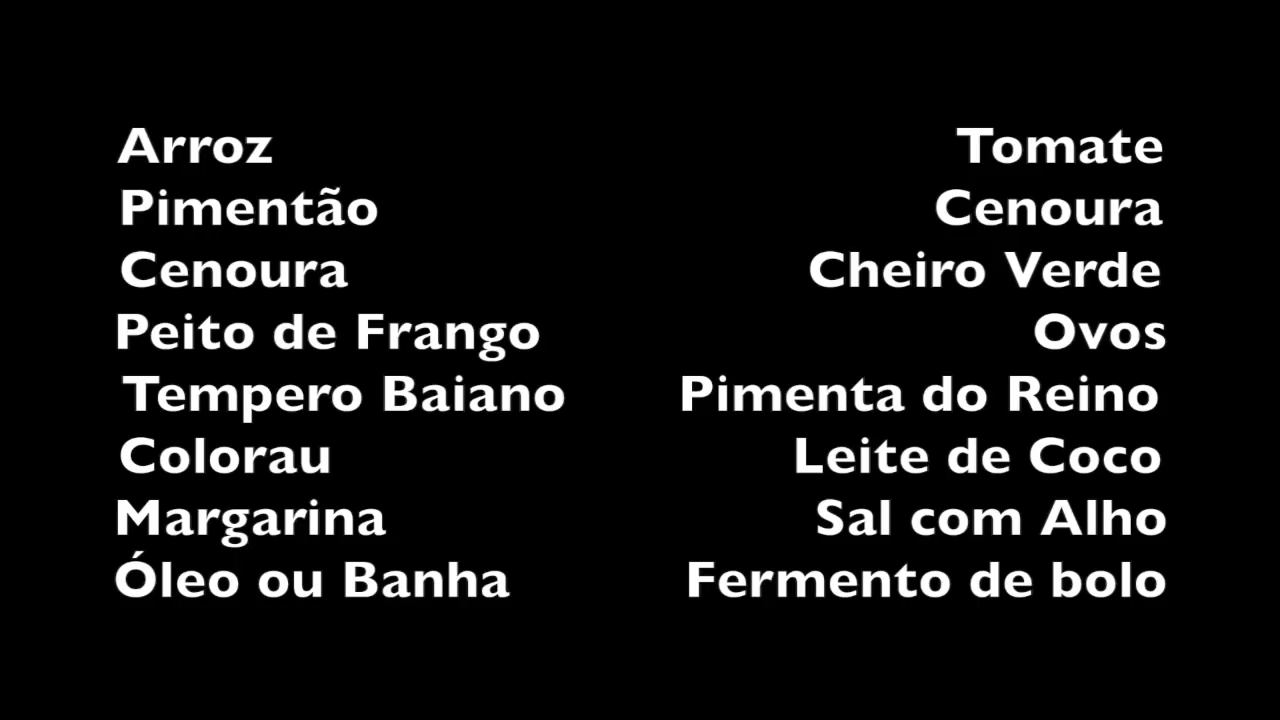 Arroz
Pimentão
Cenoura
Peito de Frango
Tempero Baiano
Colorau
Margarina
Óleo ou Banha
Tomate
Cenoura
Cheiro Verde
Ovos
Pimenta do Reino
Leite de Coco
Sal com Alho
Fermento de bolo